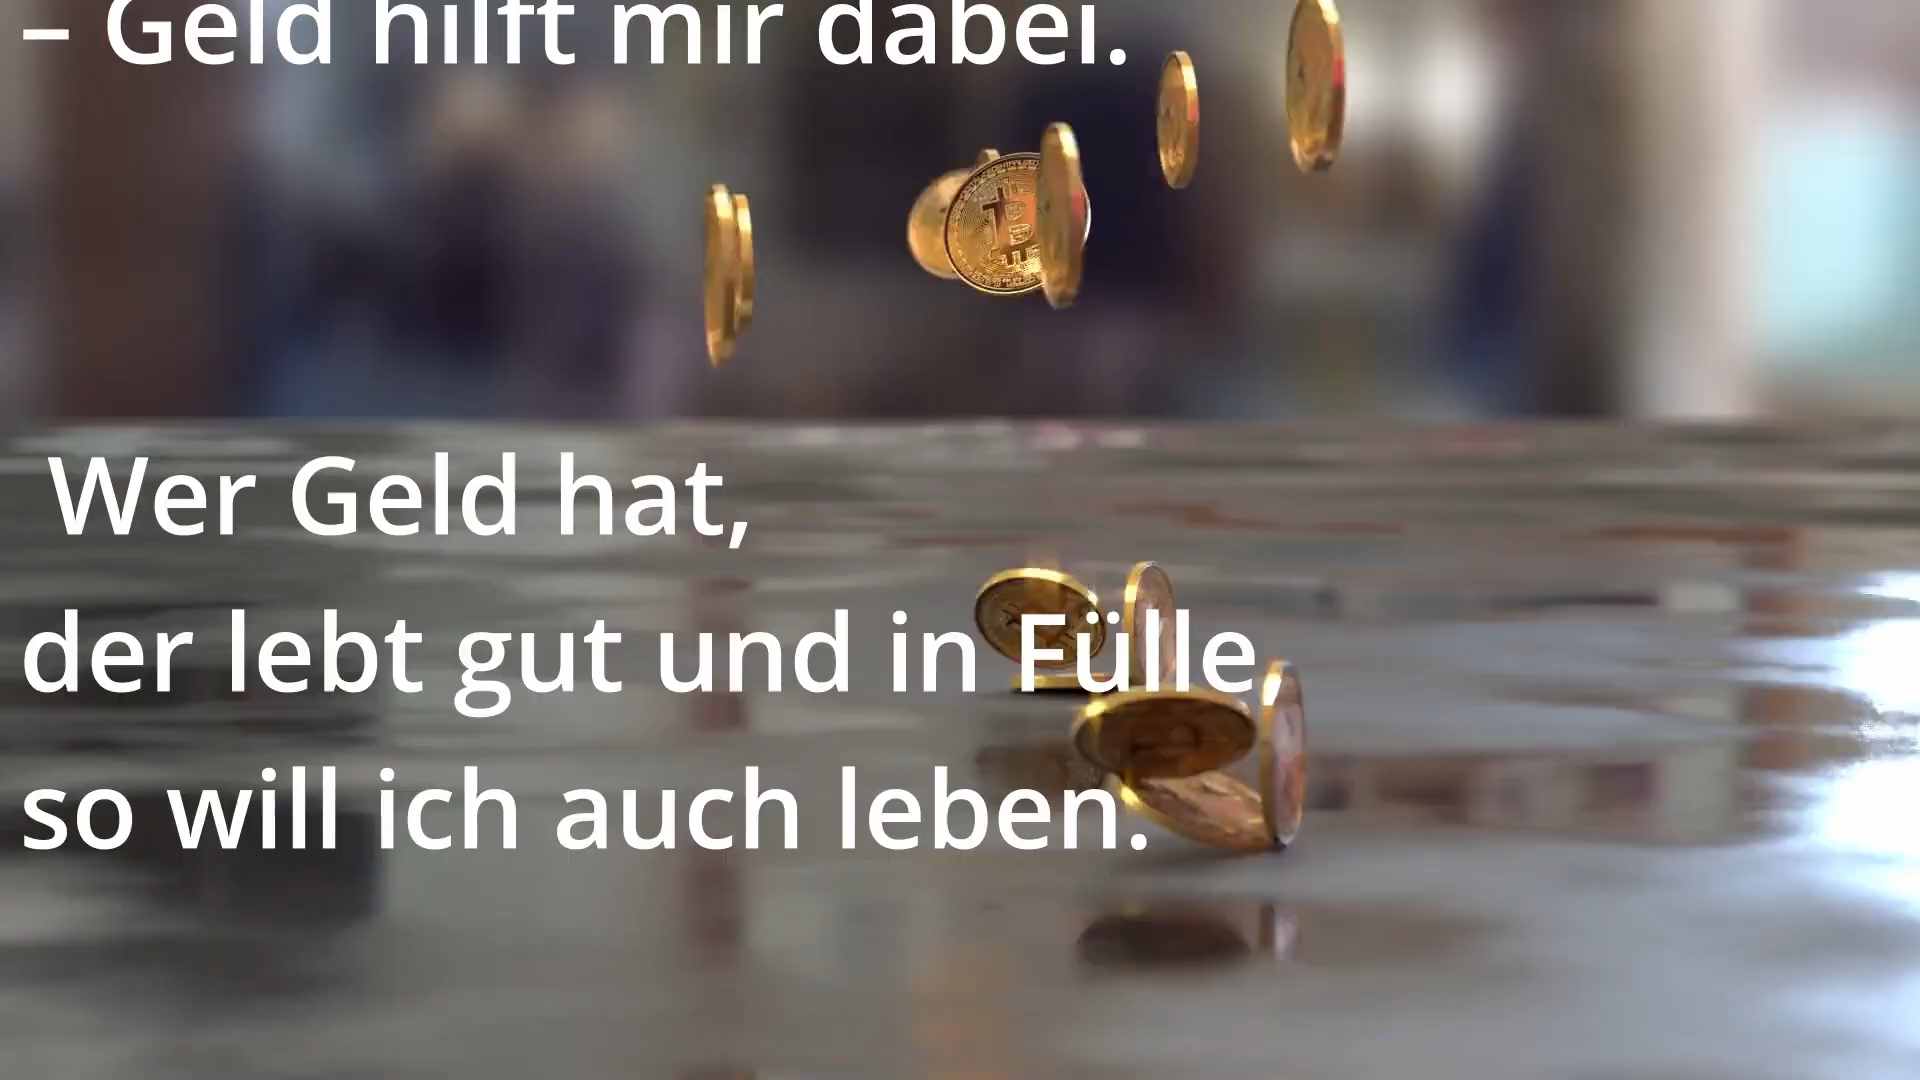 – Geld hilft mir dabei.
Wer Geld hat,
der lebt gut und in Fülle,
so will ich auch leben.